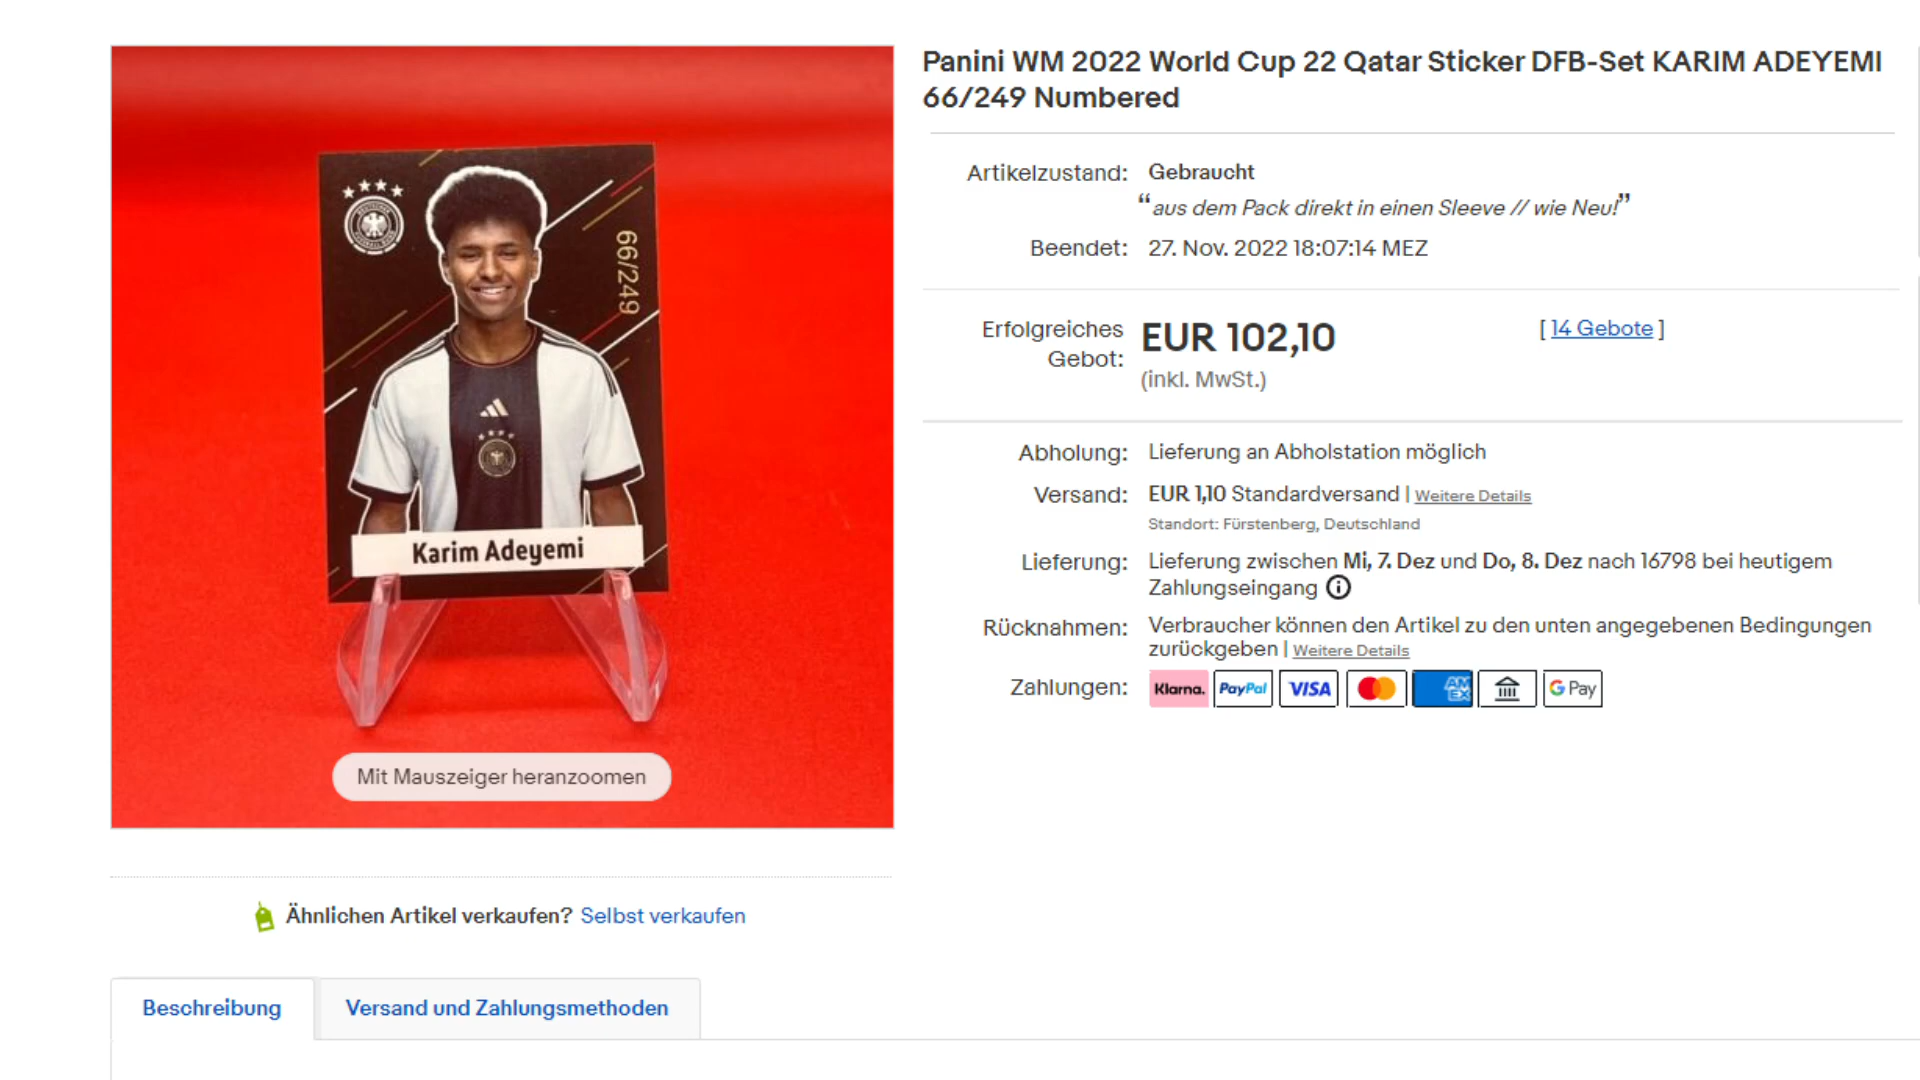 Panini WM 2022 World Cup 22 Qatar Sticker DFB-Set KARIM ADEYEMI
66/249 Numbered
Artikelzustand: Gebraucht
“aus dem Pack direkt in einen Sleeve // wie Neu!”
Beendet: 27. Nov. 2022 18:07:14 MEZ
Erfolgreiches
Gebot: EUR 102,10 [ 14 Gebote ]
(inkl. MwSt.)
Abholung: Lieferung an Abholstation möglich
Versand: EUR 1,10 Standardversand | Weitere Details
Standort: Fürstenberg, Deutschland
Lieferung: Lieferung zwischen Mi, 7. Dez und Do, 8. Dez nach 16798 bei heutigem
Zahlungseingang
Rücknahmen: Verbraucher können den Artikel zu den unten angegebenen Bedingungen
zurückgeben | Weitere Details
Zahlungen: Klarna. PayPal VISA AM EX G Pay
66/249
Karim Adeyemi
Mit Mauszeiger heranzoomen
Ähnlichen Artikel verkaufen? Selbst verkaufen
Beschreibung Versand und Zahlungsmethoden